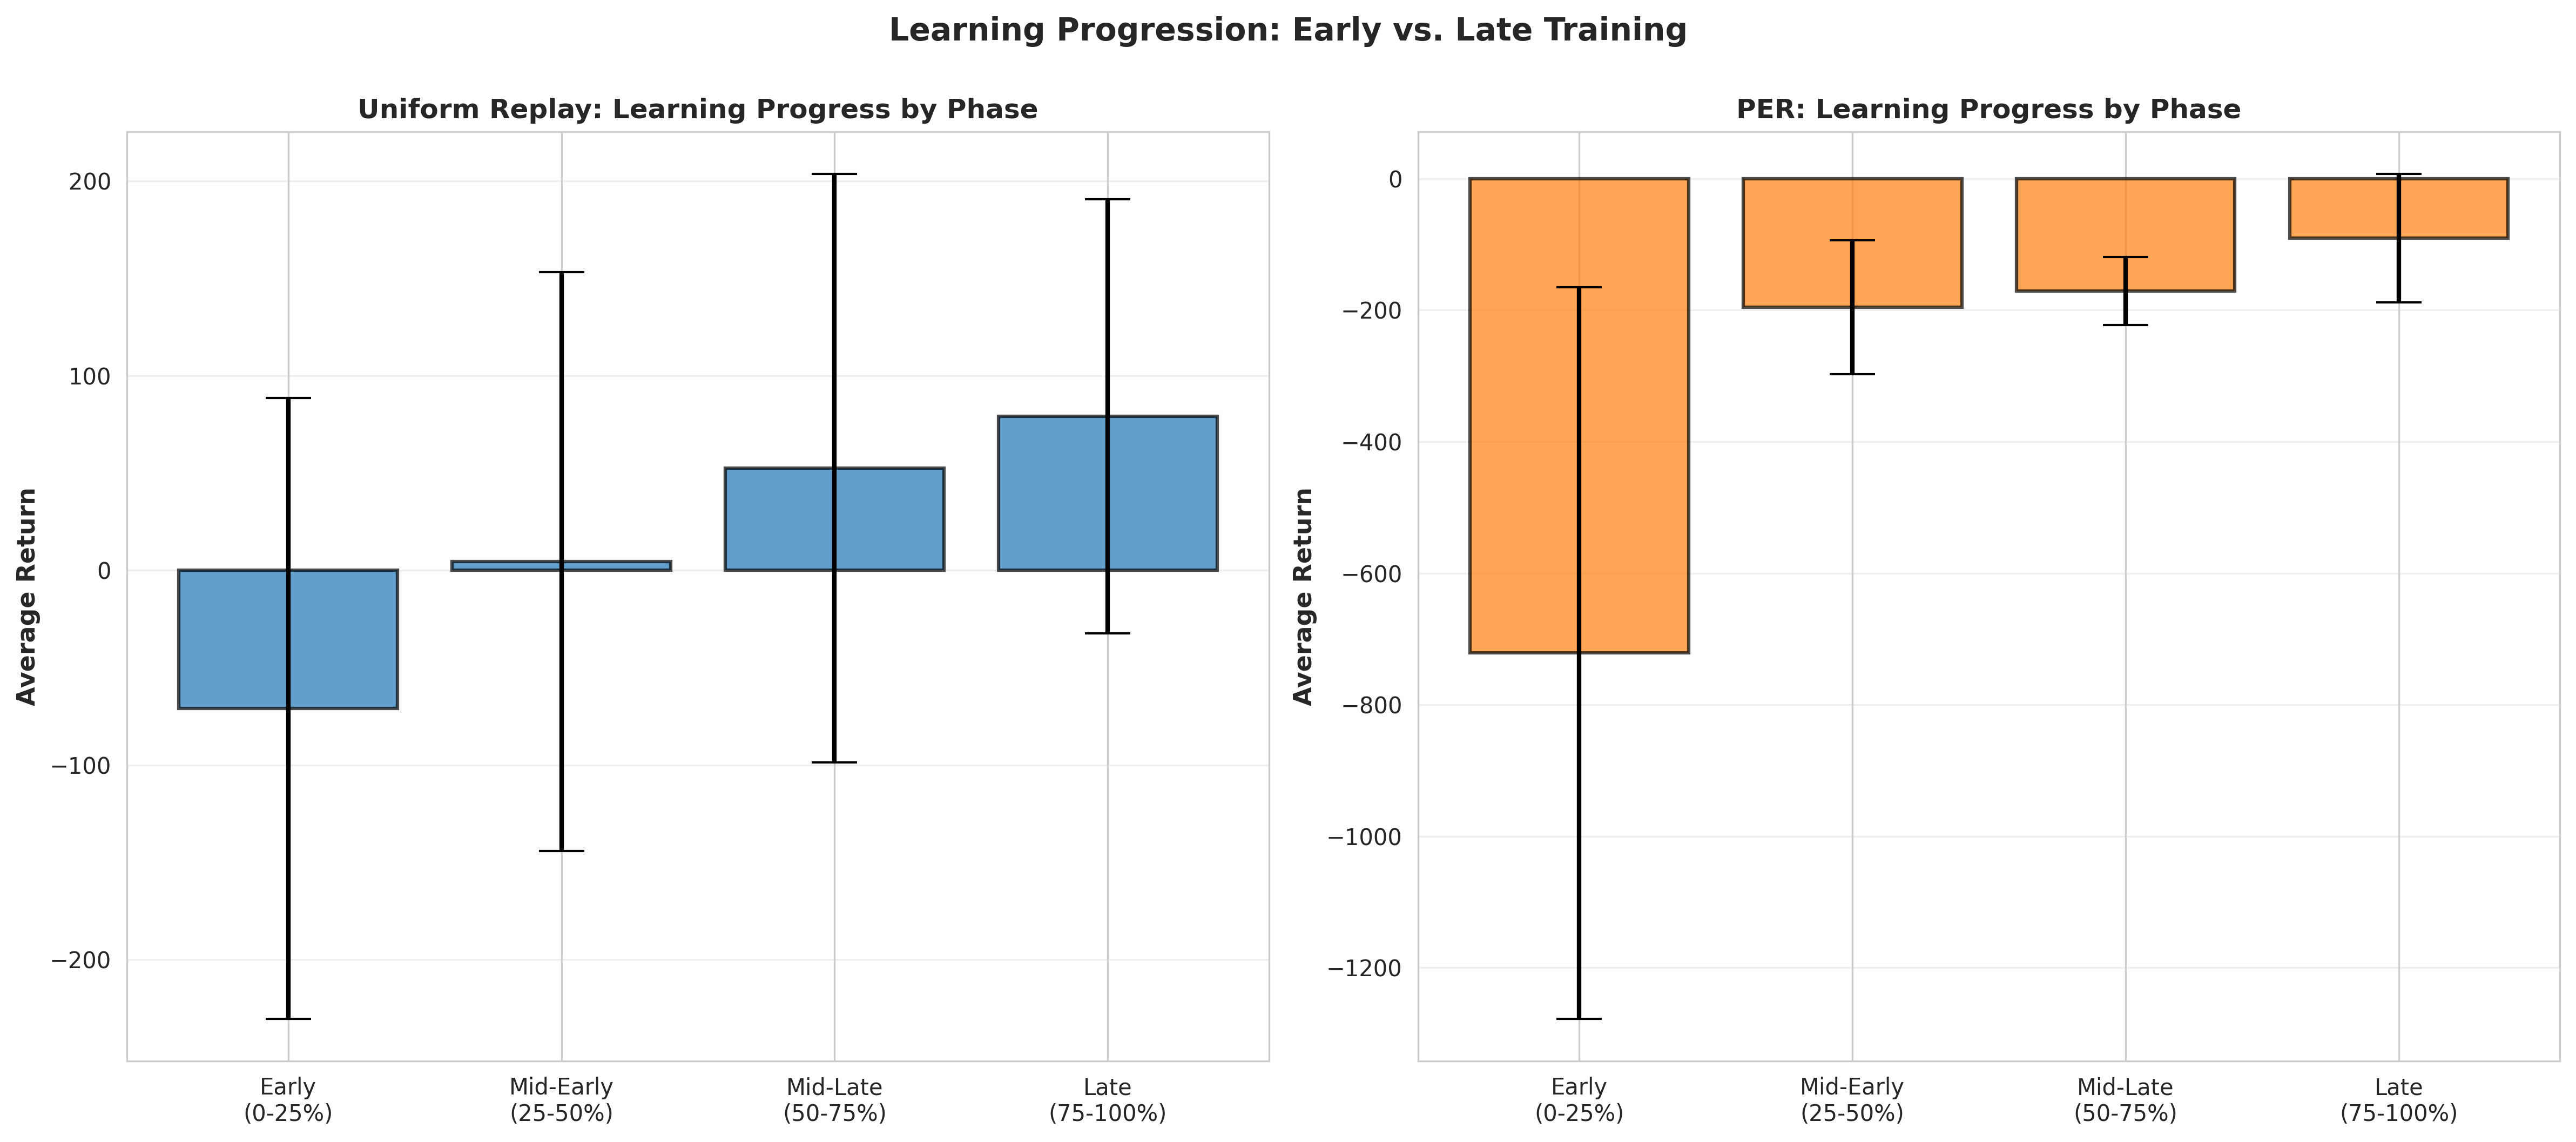 Learning Progression: Early vs. Late Training
Uniform Replay: Learning Progress by Phase
Average Return
200
100
0
−100
−200
Early
(0-25%)
Mid-Early
(25-50%)
Mid-Late
(50-75%)
Late
(75-100%)
PER: Learning Progress by Phase
Average Return
0
−200
−400
−600
−800
−1000
−1200
Early
(0-25%)
Mid-Early
(25-50%)
Mid-Late
(50-75%)
Late
(75-100%)